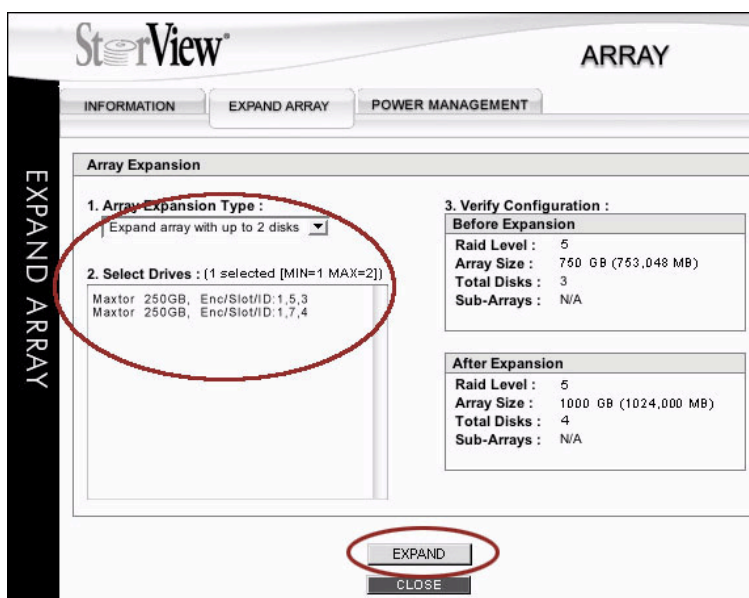 StorView
ARRAY
INFORMATION
EXPAND ARRAY
POWER MANAGEMENT
EXPAND ARRAY
Array Expansion
1. Array Expansion Type :
Expand array with up to 2 disks
2. Select Drives : (1 selected [MIN=1 MAX=2])
Maxtor 250GB, Enc/Slot/ID:1,5,3
Maxtor 250GB, Enc/Slot/ID:1,7,4
3. Verify Configuration :
Before Expansion
Raid Level : 5
Array Size : 750 GB (753,048 MB)
Total Disks : 3
Sub-Arrays : N/A
After Expansion
Raid Level : 5
Array Size : 1000 GB (1024,000 MB)
Total Disks : 4
Sub-Arrays : N/A
EXPAND
CLOSE